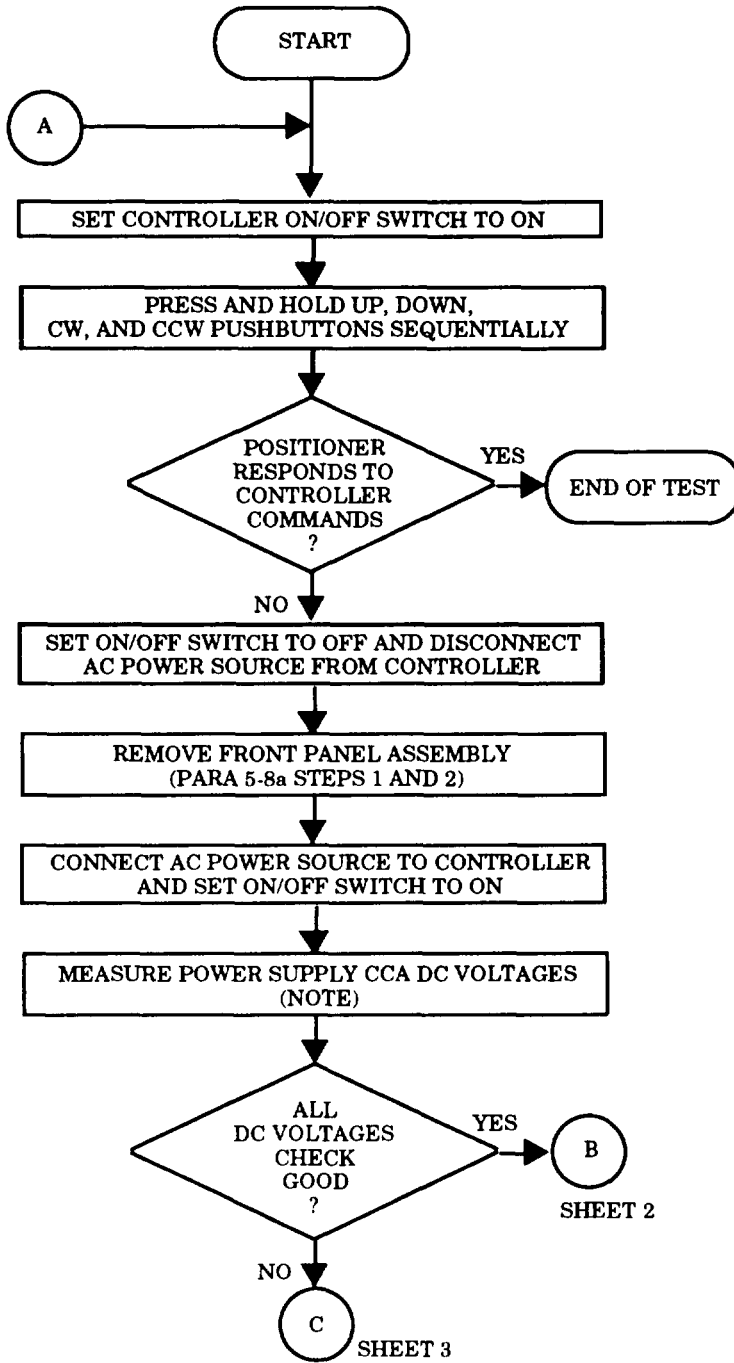 START
A
SET CONTROLLER ON/OFF SWITCH TO ON
PRESS AND HOLD UP, DOWN,
CW, AND CCW PUSHBUTTONS SEQUENTIALLY
POSITIONER
RESPONDS TO
CONTROLLER
COMMANDS
?
YES
END OF TEST
NO
SET ON/OFF SWITCH TO OFF AND DISCONNECT
AC POWER SOURCE FROM CONTROLLER
REMOVE FRONT PANEL ASSEMBLY
(PARA 5-8a STEPS 1 AND 2)
CONNECT AC POWER SOURCE TO CONTROLLER
AND SET ON/OFF SWITCH TO ON
MEASURE POWER SUPPLY CCA DC VOLTAGES
(NOTE)
ALL
DC VOLTAGES
CHECK
GOOD
?
YES
B
SHEET 2
NO
C
SHEET 3